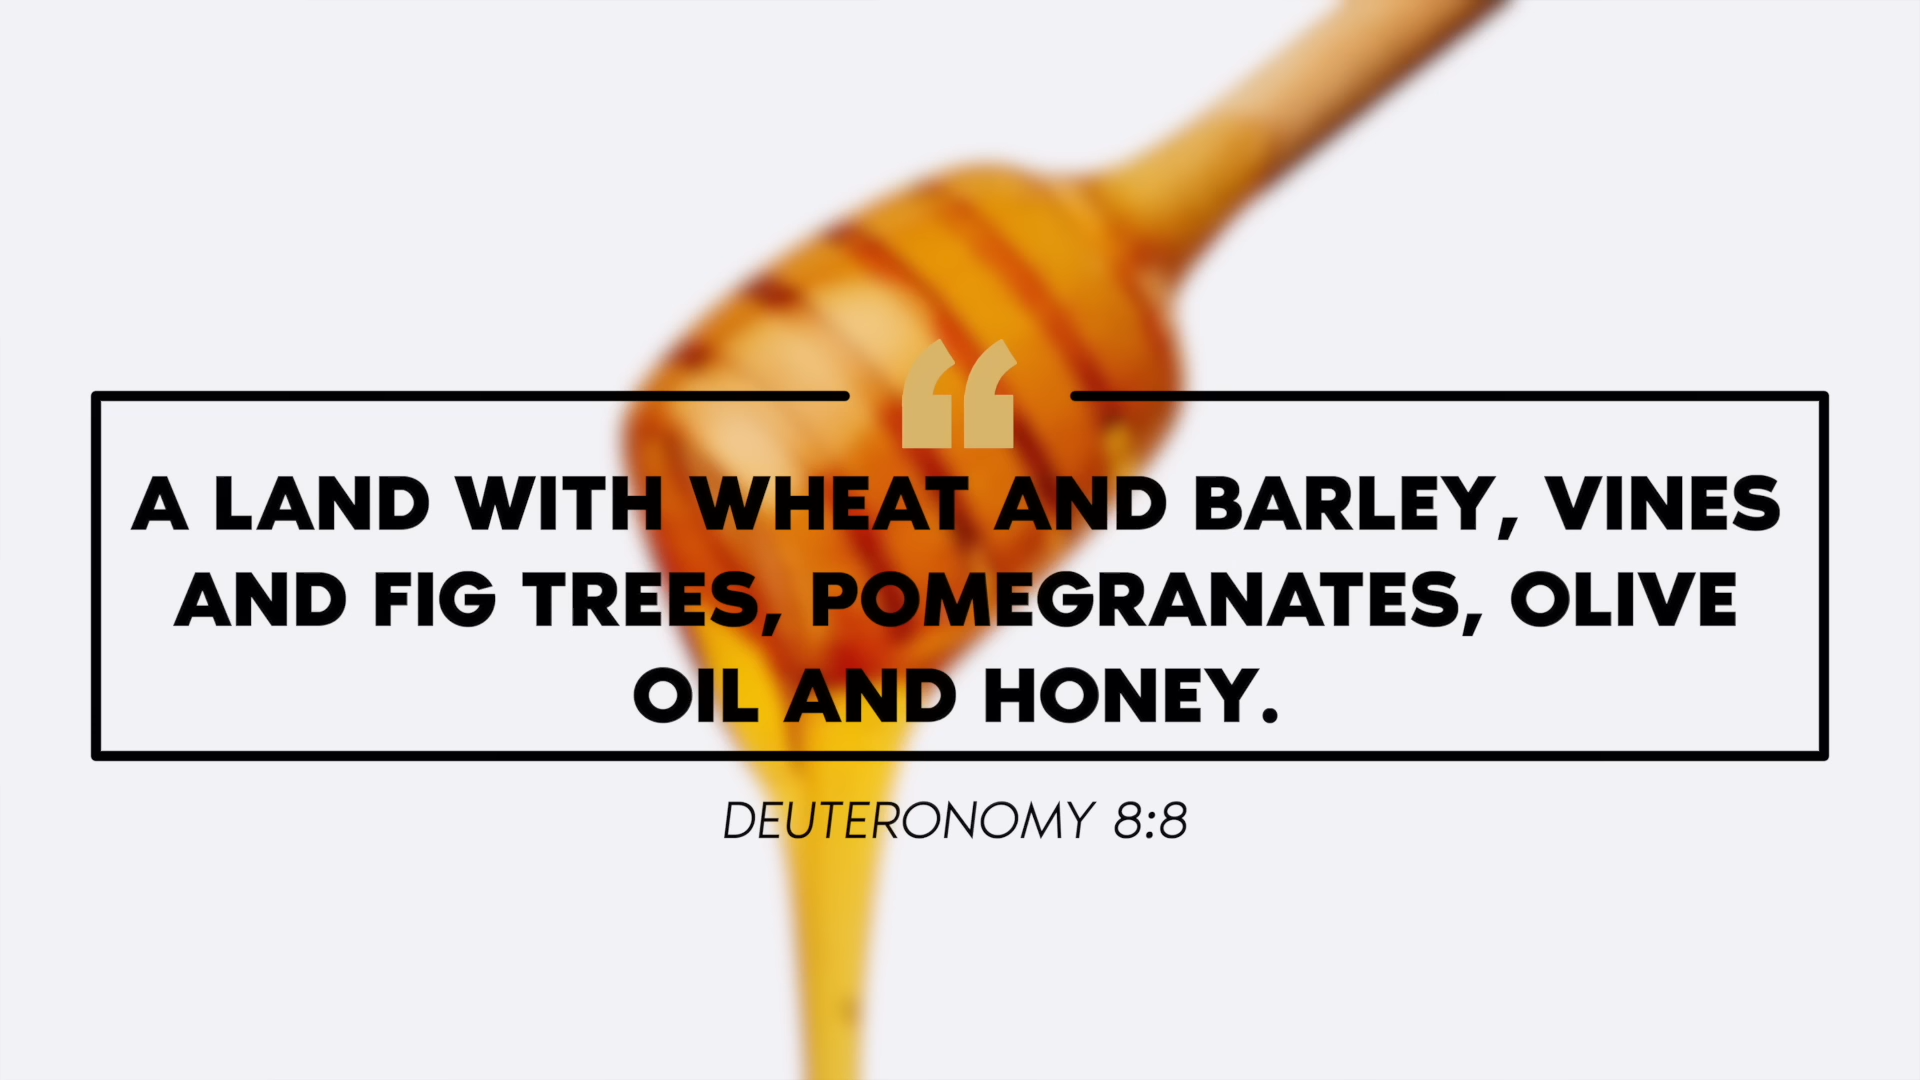 “
A LAND WITH WHEAT AND BARLEY, VINES
AND FIG TREES, POMEGRANATES, OLIVE
OIL AND HONEY.
DEUTERONOMY 8:8